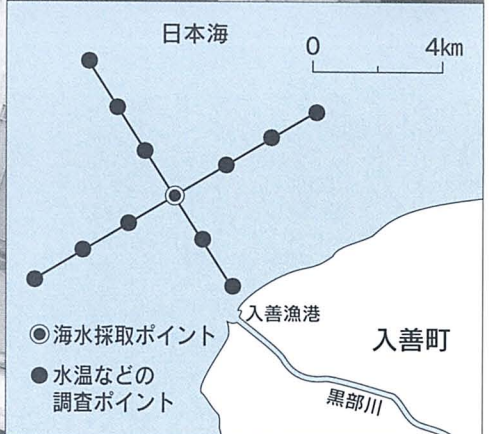 日本海
0 4km
入善漁港
入善町
海水採取ポイント
水温などの
調査ポイント
黒部川